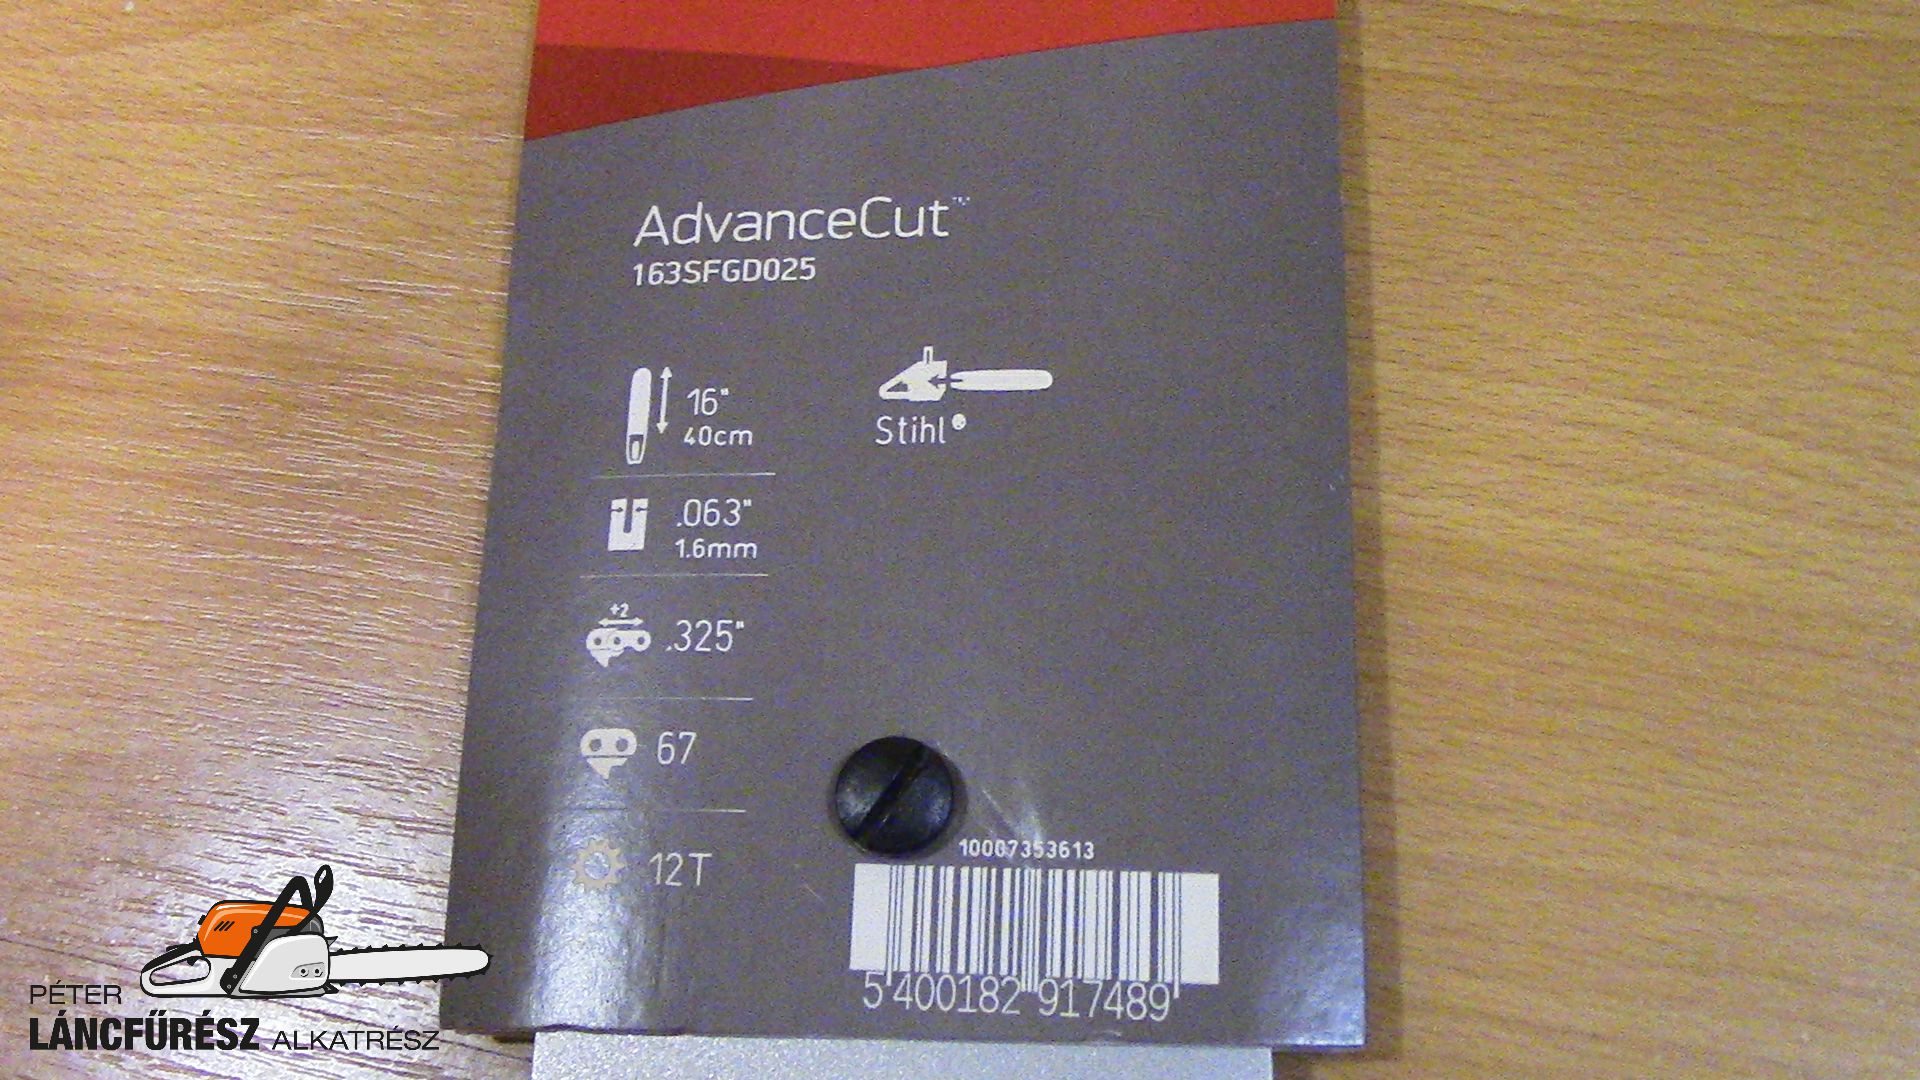 AdvanceCut™
163SFGD025
16"
40cm
Stihl®
.063"
1.6mm
+2
.325"
67
12T
10007353613
5 400182 917489
PÉTER
LÁNCFŰRÉSZ ALKATRÉSZ